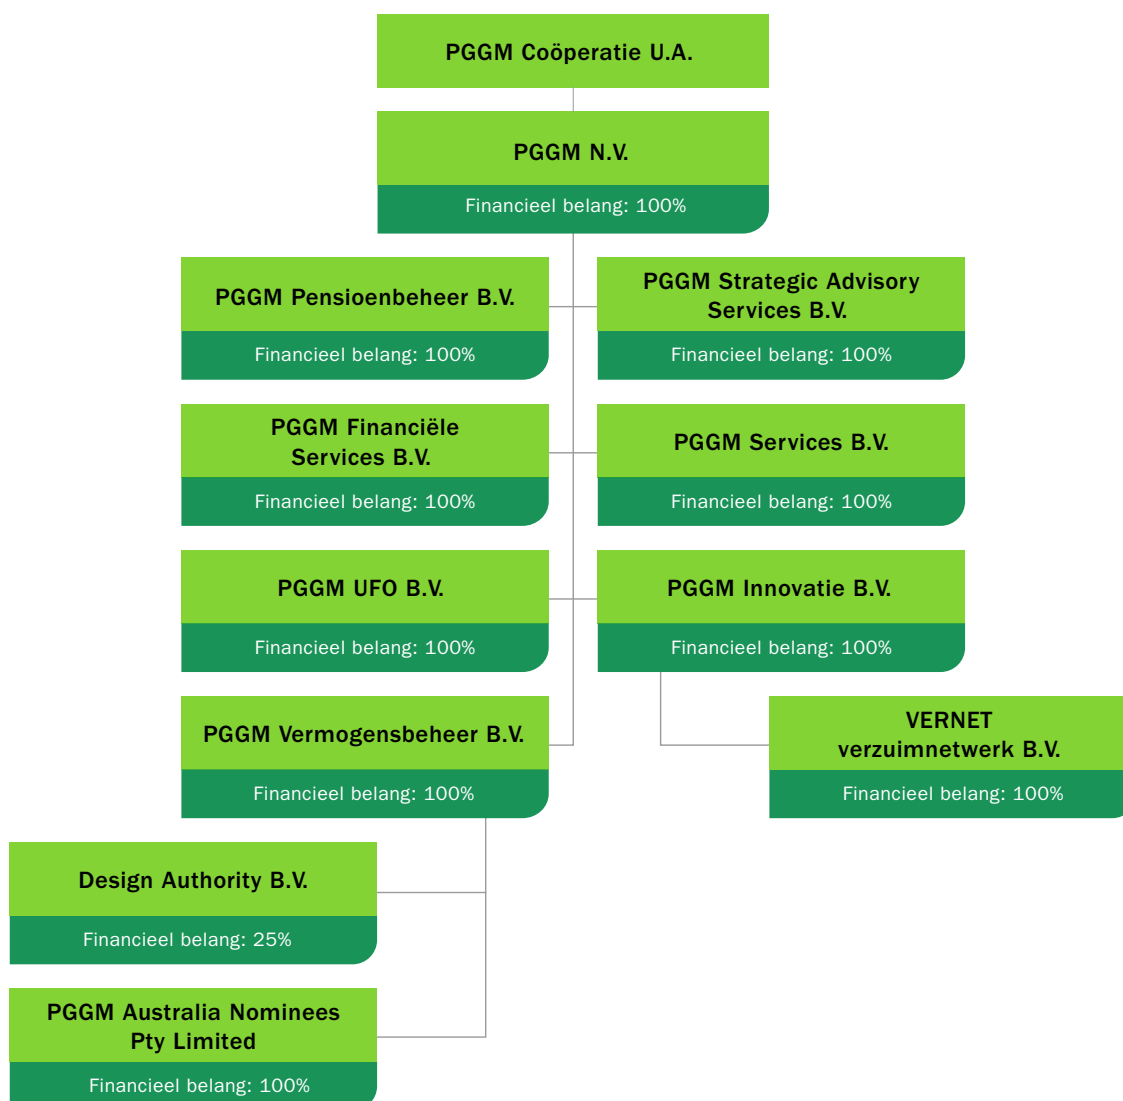 PGGM Coöperatie U.A.
PGGM N.V.
Financieel belang: 100%
PGGM Pensioenbeheer B.V.
Financieel belang: 100%
PGGM Strategic Advisory
Services B.V.
Financieel belang: 100%
PGGM Financiële
Services B.V.
Financieel belang: 100%
PGGM Services B.V.
Financieel belang: 100%
PGGM UFO B.V.
Financieel belang: 100%
PGGM Innovatie B.V.
Financieel belang: 100%
PGGM Vermogensbeheer B.V.
Financieel belang: 100%
VERNET
verzuimnetwerk B.V.
Financieel belang: 100%
Design Authority B.V.
Financieel belang: 25%
PGGM Australia Nominees
Pty Limited
Financieel belang: 100%